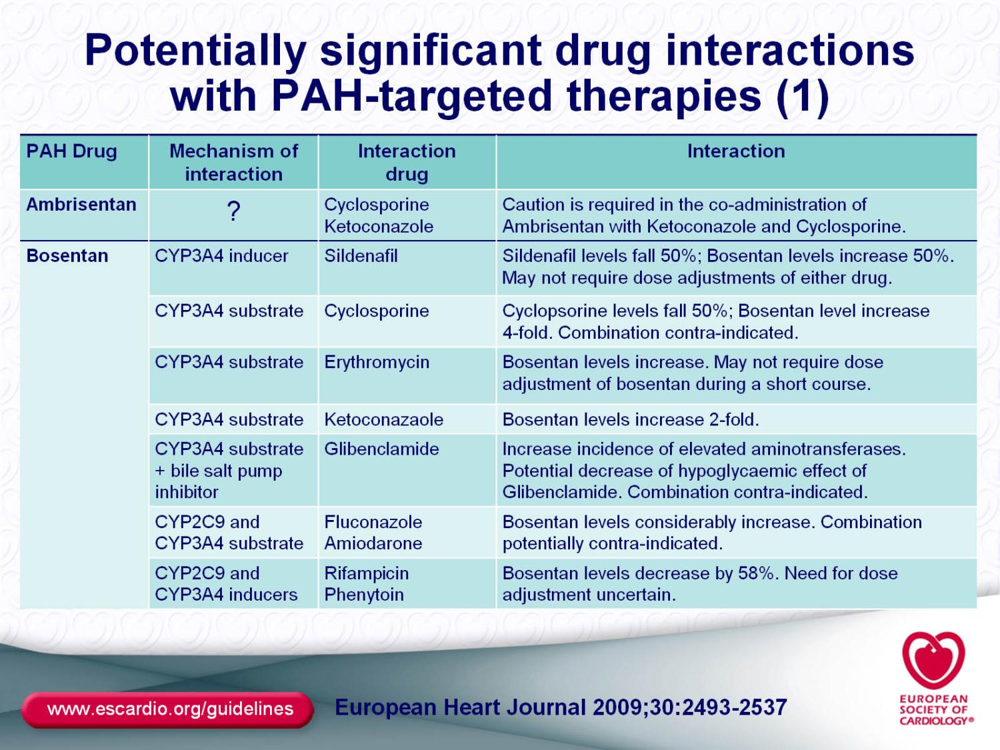 Potentially significant drug interactions
with PAH-targeted therapies (1)
PAH Drug
Mechanism of
interaction
Interaction
drug
Interaction
Ambrisentan
?
Cyclosporine
Ketoconazole
Caution is required in the co-administration of
Ambrisentan with Ketoconazole and Cyclosporine.
Bosentan
CYP3A4 inducer
Sildenafil
Sildenafil levels fall 50%; Bosentan levels increase 50%.
May not require dose adjustments of either drug.
CYP3A4 substrate
Cyclosporine
Cyclopsorine levels fall 50%; Bosentan level increase
4-fold. Combination contra-indicated.
CYP3A4 substrate
Erythromycin
Bosentan levels increase. May not require dose
adjustment of bosentan during a short course.
CYP3A4 substrate
Ketoconazaole
Bosentan levels increase 2-fold.
CYP3A4 substrate
+ bile salt pump
inhibitor
Glibenclamide
Increase incidence of elevated aminotransferases.
Potential decrease of hypoglycaemic effect of
Glibenclamide. Combination contra-indicated.
CYP2C9 and
CYP3A4 substrate
Fluconazole
Amiodarone
Bosentan levels considerably increase. Combination
potentially contra-indicated.
CYP2C9 and
CYP3A4 inducers
Rifampicin
Phenytoin
Bosentan levels decrease by 58%. Need for dose
adjustment uncertain.
www.escardio.org/guidelines
European Heart Journal 2009;30:2493-2537
EUROPEAN
SOCIETY OF
CARDIOLOGY®